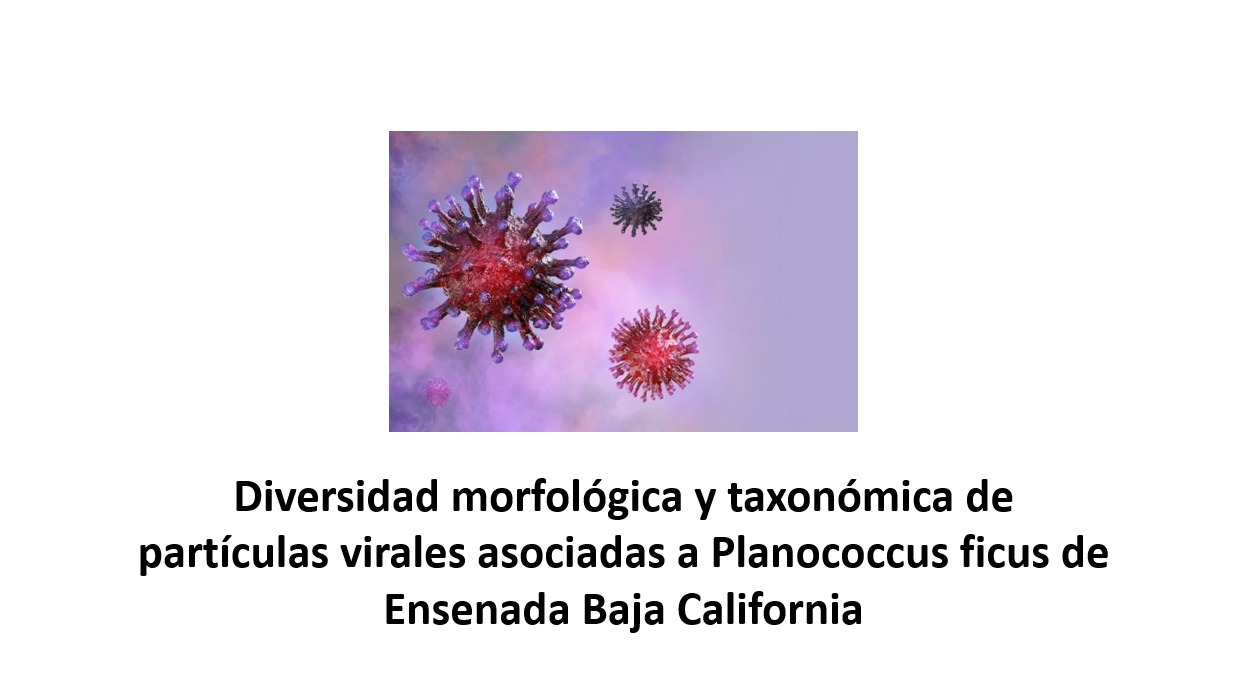 Diversidad morfológica y taxonómica de
partículas virales asociadas a Planococcus ficus de
Ensenada Baja California